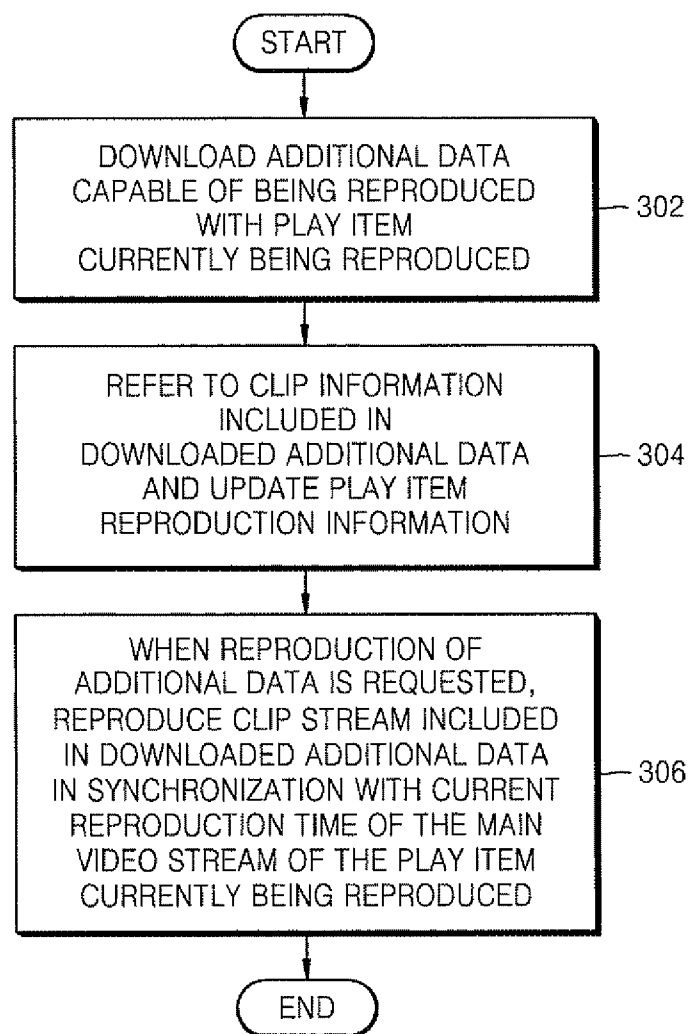 START
DOWNLOAD ADDITIONAL DATA
CAPABLE OF BEING REPRODUCED
WITH PLAY ITEM
CURRENTLY BEING REPRODUCED
302
REFER TO CLIP INFORMATION
INCLUDED IN
DOWNLOADED ADDITIONAL DATA
AND UPDATE PLAY ITEM
REPRODUCTION INFORMATION
304
WHEN REPRODUCTION OF
ADDITIONAL DATA IS REQUESTED,
REPRODUCE CLIP STREAM INCLUDED
IN DOWNLOADED ADDITIONAL DATA
IN SYNCHRONIZATION WITH CURRENT
REPRODUCTION TIME OF THE MAIN
VIDEO STREAM OF THE PLAY ITEM
CURRENTLY BEING REPRODUCED
306
END